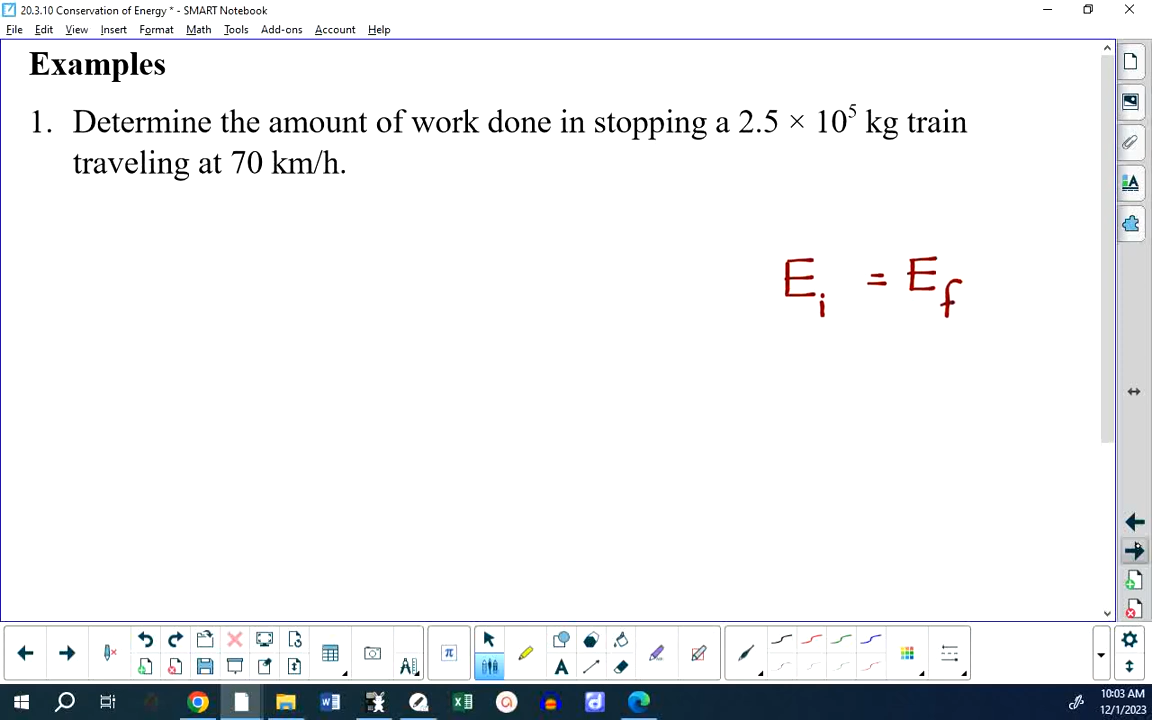 20.3.10 Conservation of Energy * - SMART Notebook
File Edit View Insert Format Math Tools Add-ons Account Help
Examples
1. Determine the amount of work done in stopping a 2.5 × 10⁵ kg train
traveling at 70 km/h.
Eᵢ = E_f
10:03 AM
12/1/2023